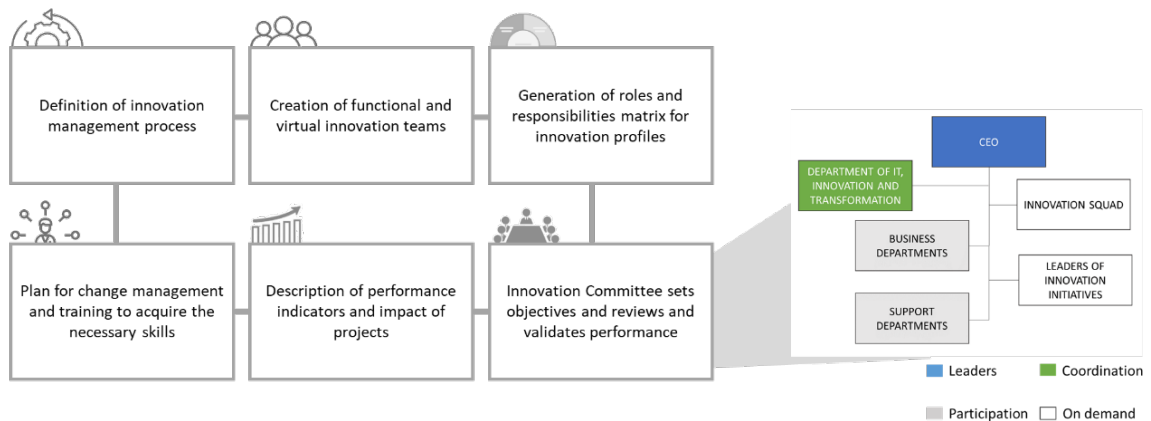 Definition of innovation
management process
Creation of functional and
virtual innovation teams
Generation of roles and
responsibilities matrix for
innovation profiles
Plan for change management
and training to acquire the
necessary skills
Description of performance
indicators and impact of
projects
Innovation Committee sets
objectives and reviews and
validates performance
CEO
DEPARTMENT OF IT,
INNOVATION AND
TRANSFORMATION
INNOVATION SQUAD
BUSINESS
DEPARTMENTS
LEADERS OF
INNOVATION
INITIATIVES
SUPPORT
DEPARTMENTS
Leaders
Coordination
Participation
On demand